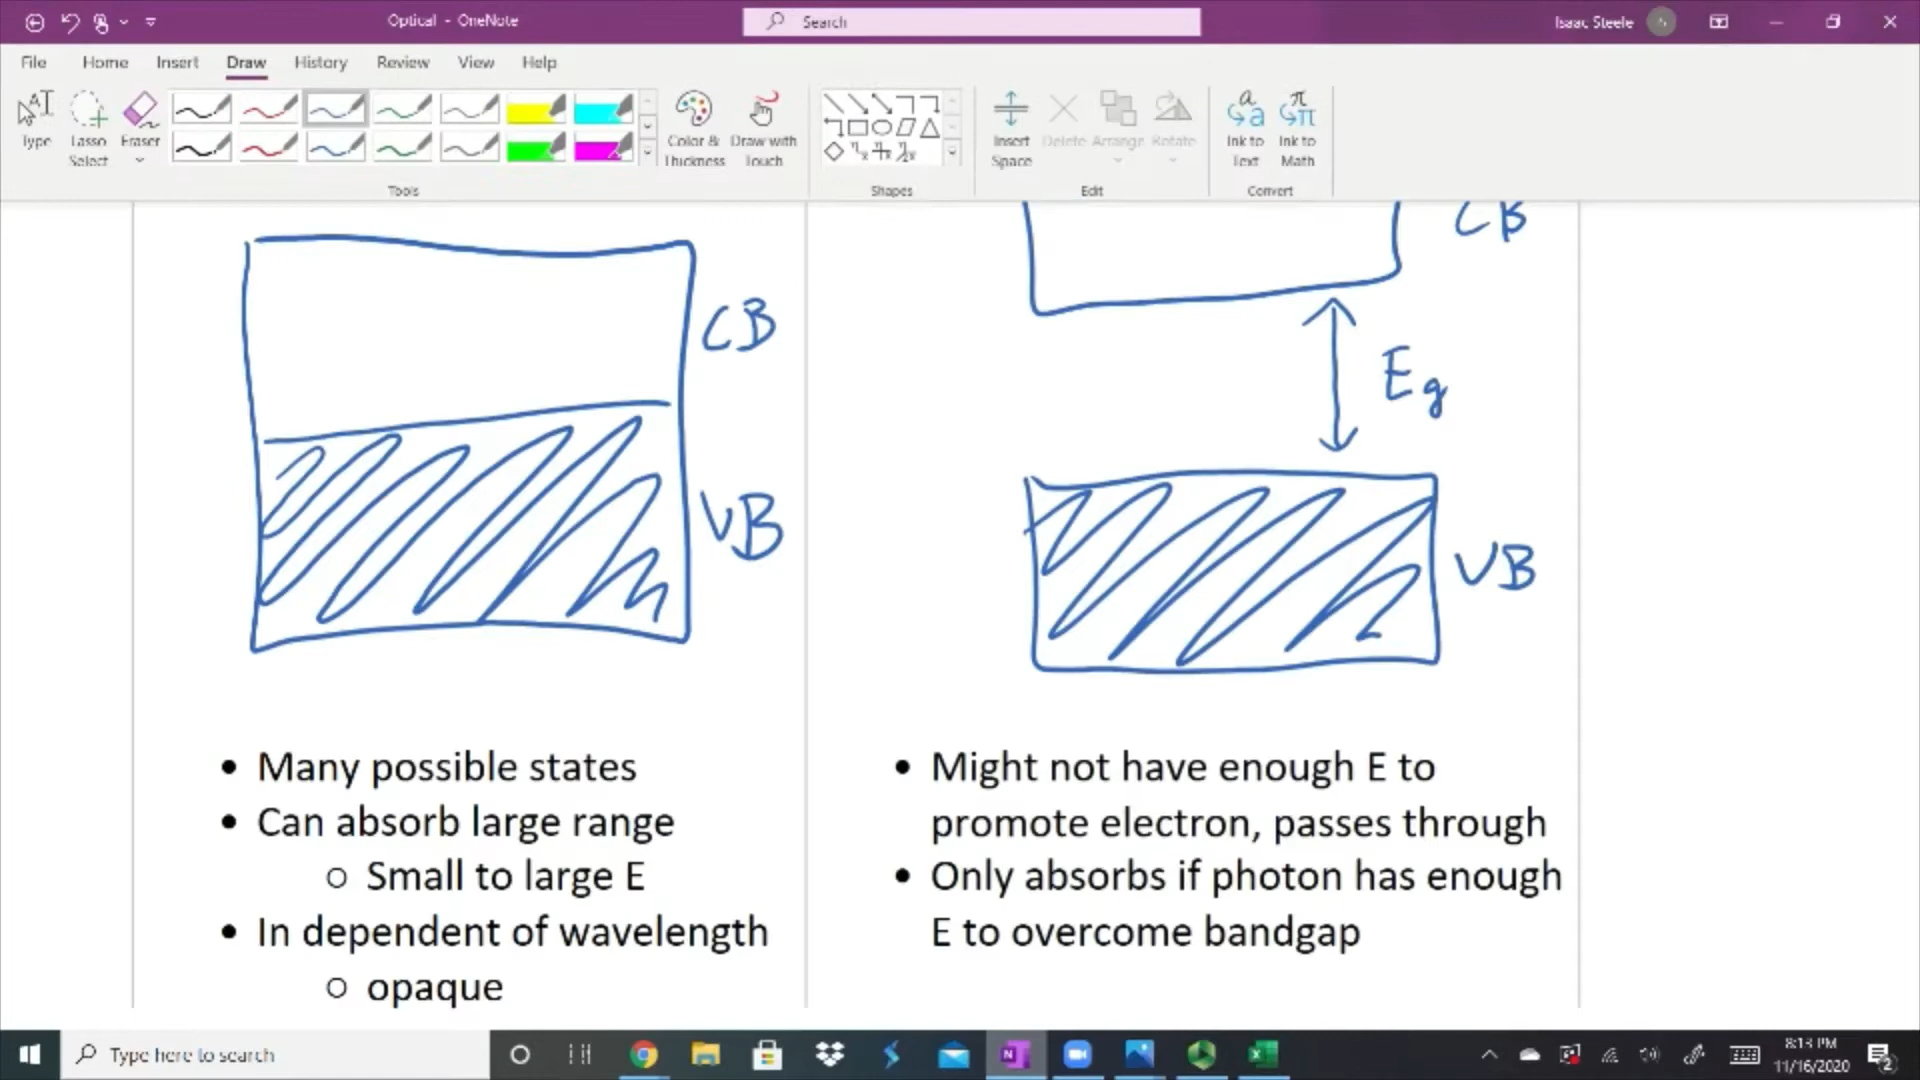 Optical - OneNote
Search
Isaac Steele
File Home Insert Draw History Review View Help
Type
Lasso Select
Eraser
Color & Thickness
Draw with Touch
Insert Space
Delete
Arrange
Rotate
Ink to Text
Ink to Math
Tools
Shapes
Edit
Convert
CB
VB
• Many possible states
• Can absorb large range
○ Small to large E
• In dependent of wavelength
○ opaque
CB
Eg
VB
• Might not have enough E to
promote electron, passes through
• Only absorbs if photon has enough
E to overcome bandgap
Type here to search
8:13 PM
11/16/2020
2